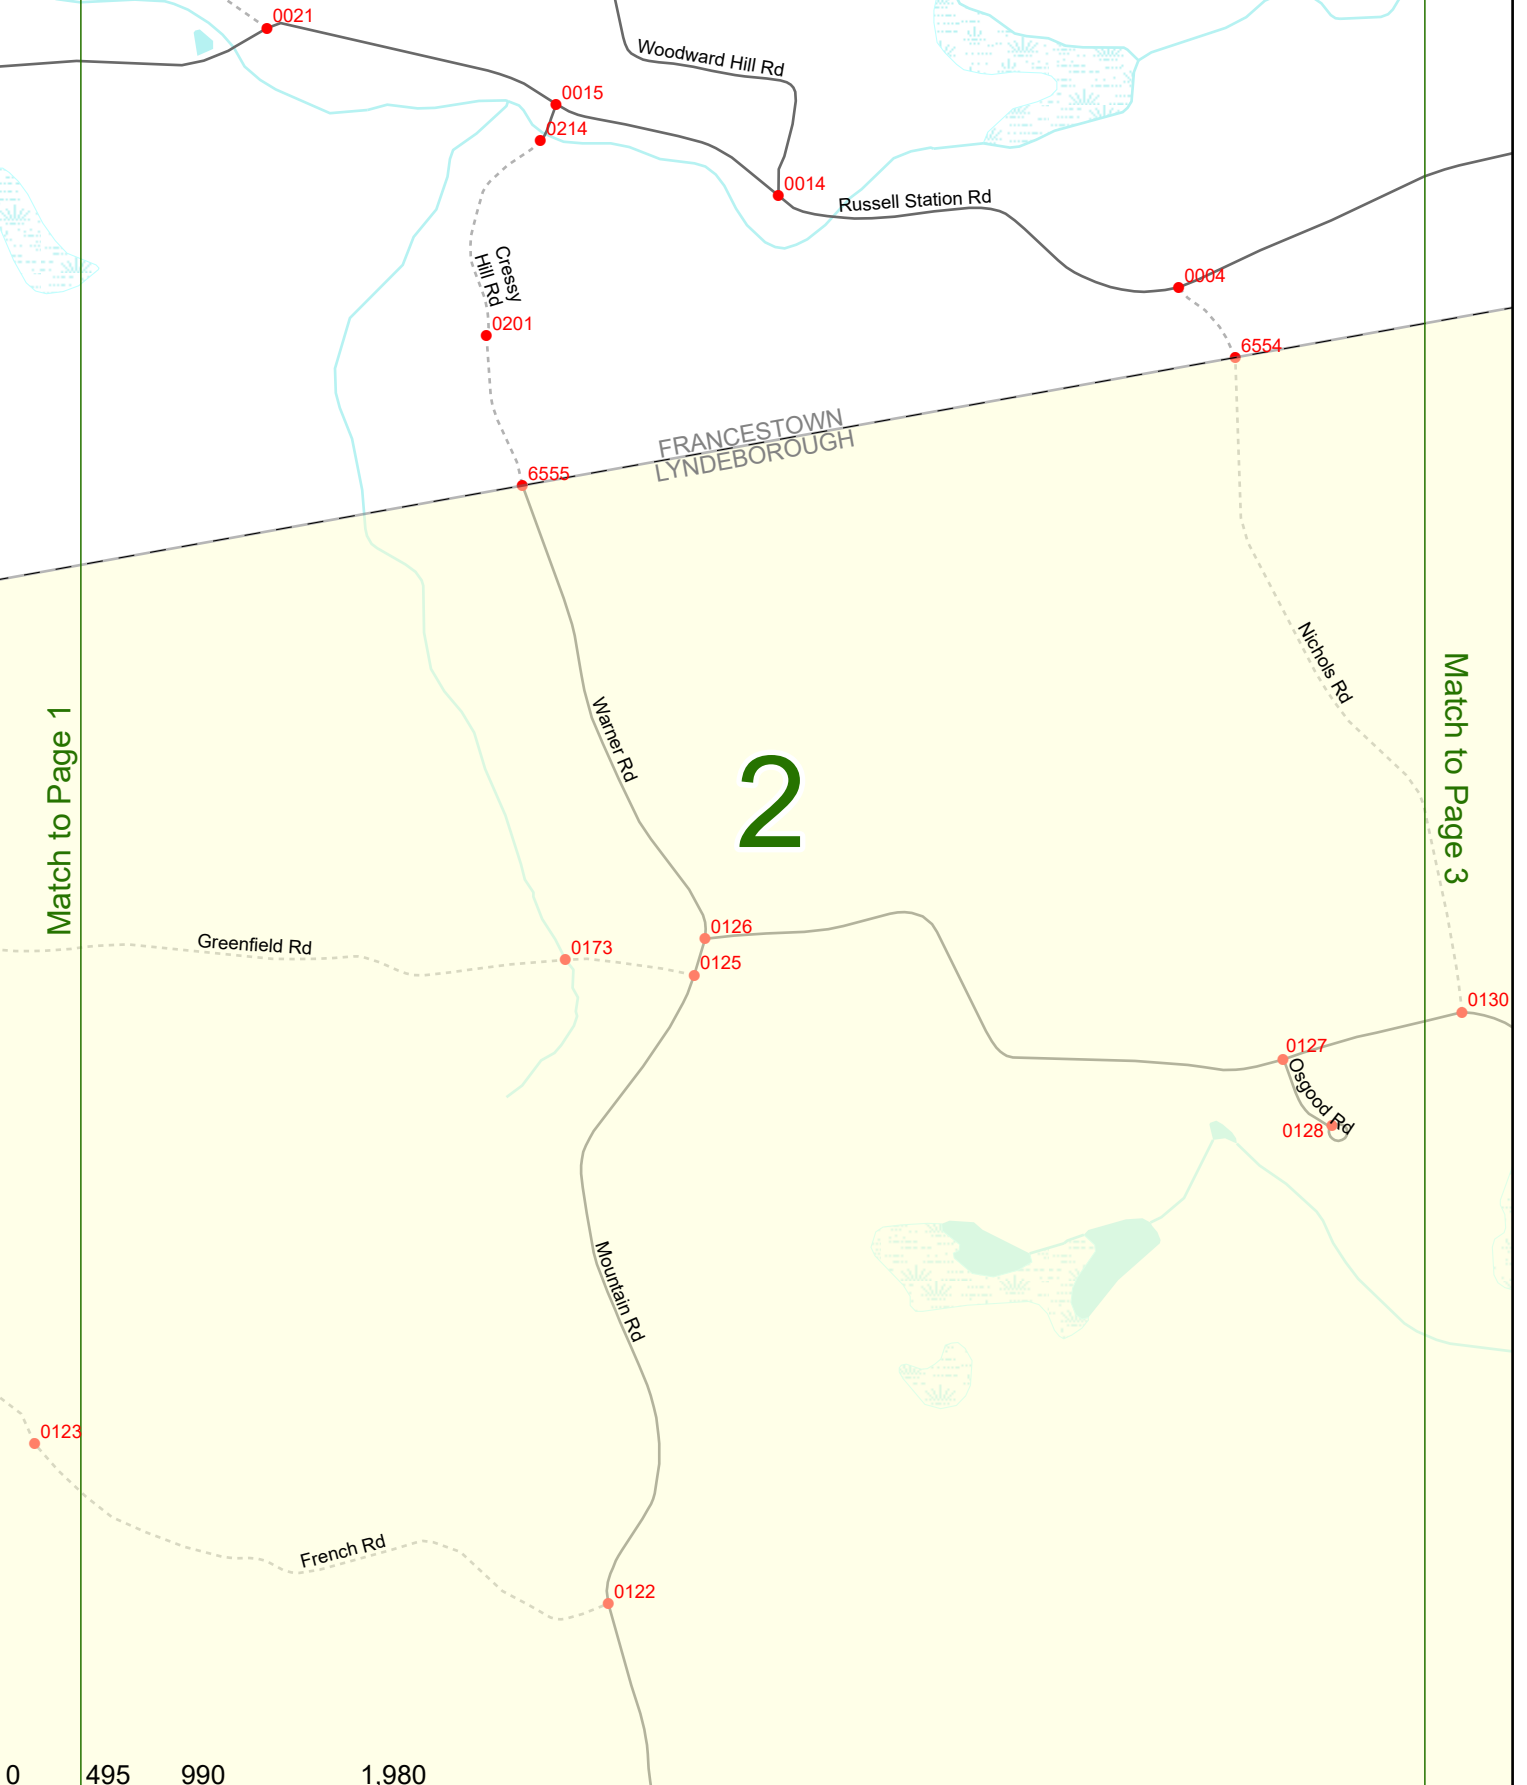 0021
Woodward Hill Rd
0015
0214
0014
Russell Station Rd
Cressy
Hill Rd
0004
0201
6554
FRANCESTOWN
LYNDEBOROUGH
6555
Nichols Rd
Match to Page 1
Warner Rd
2
Match to Page 3
0126
Greenfield Rd
0173
0125
0130
0127
Osgood Rd
0128
Mountain Rd
0123
French Rd
0122
0 495 990 1,980